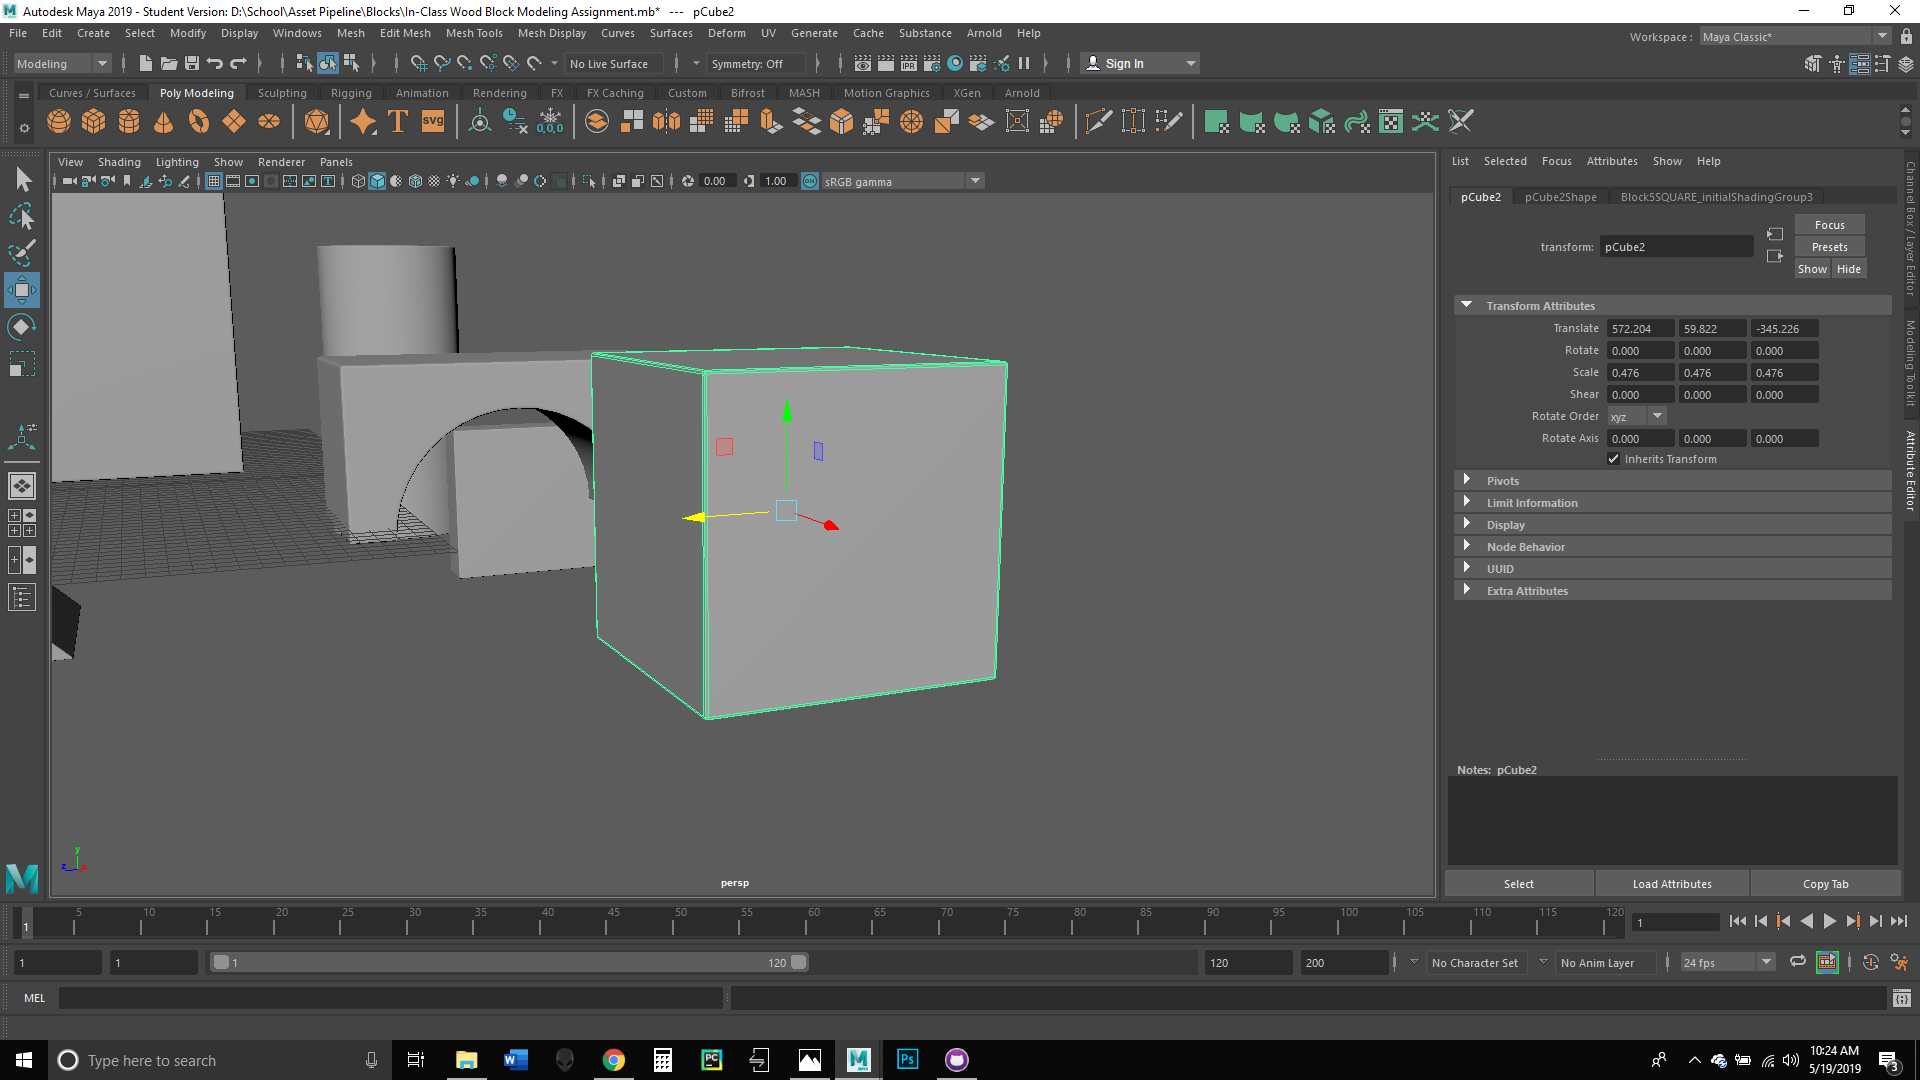 Autodesk Maya 2019 - Student Version: D:\School\Asset Pipeline\Blocks\In-Class Wood Block Modeling Assignment.mb*   ---   pCube2
File Edit Create Select Modify Display Windows Mesh Edit Mesh Mesh Tools Mesh Display Curves Surfaces Deform UV Generate Cache Substance Arnold Help
Workspace : Maya Classic*
Modeling No Live Surface Symmetry: Off Sign In
Curves / Surfaces Poly Modeling Sculpting Rigging Animation Rendering FX FX Caching Custom Bifrost MASH Motion Graphics XGen Arnold
T svg 0,0,0
View Shading Lighting Show Renderer Panels
0.00 1.00 ON sRGB gamma
List Selected Focus Attributes Show Help
pCube2 pCube2Shape Block5SQUARE_initialShadingGroup3
Focus
transform: pCube2 Presets
Show Hide
Transform Attributes
Translate 572.204 59.822 -345.226
Rotate 0.000 0.000 0.000
Scale 0.476 0.476 0.476
Shear 0.000 0.000 0.000
Rotate Order xyz
Rotate Axis 0.000 0.000 0.000
Inherits Transform
Pivots
Limit Information
Display
Node Behavior
UUID
Extra Attributes
Channel Box / Layer Editor
Modeling Toolkit
Attribute Editor
Notes: pCube2
y
z
persp
Select Load Attributes Copy Tab
1 5 10 15 20 25 30 35 40 45 50 55 60 65 70 75 80 85 90 95 100 105 110 115 120 1
1 1 1 120 120 200 No Character Set No Anim Layer 24 fps
MEL
Type here to search
10:24 AM
5/19/2019
3